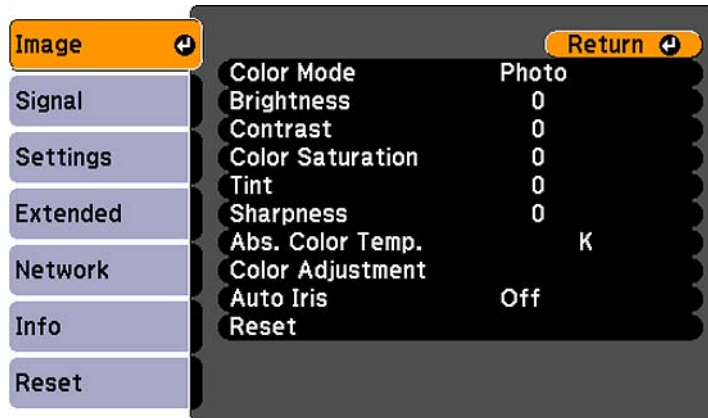 Image
Signal
Settings
Extended
Network
Info
Reset
Return
Color Mode Photo
Brightness 0
Contrast 0
Color Saturation 0
Tint 0
Sharpness 0
Abs. Color Temp. K
Color Adjustment
Auto Iris Off
Reset